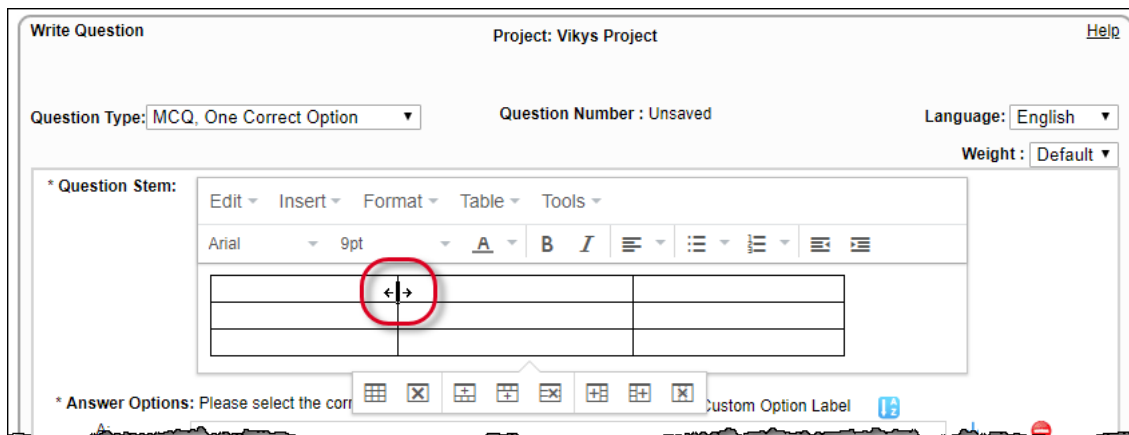 Write Question
Project: Vikys Project
Help
Question Type: MCQ, One Correct Option
Question Number : Unsaved
Language: English
Weight : Default
* Question Stem:
Edit Insert Format Table Tools
Arial 9pt A B I
* Answer Options: Please select the corr
Custom Option Label